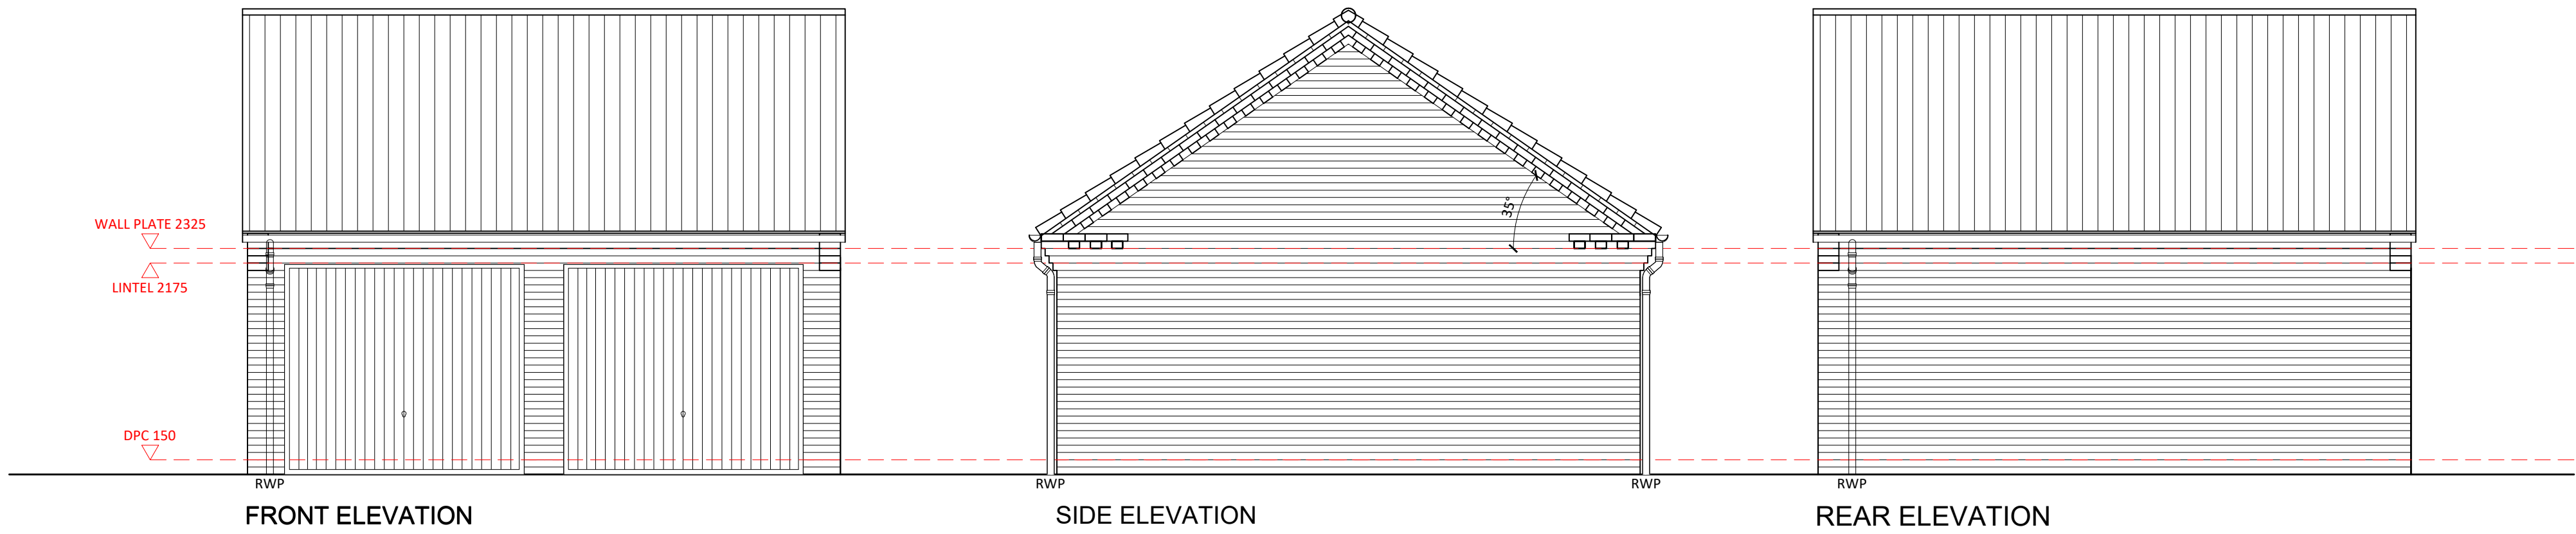 WALL PLATE 2325
LINTEL 2175
35°
DPC 150
RWP
RWP
RWP
RWP
FRONT ELEVATION
SIDE ELEVATION
REAR ELEVATION